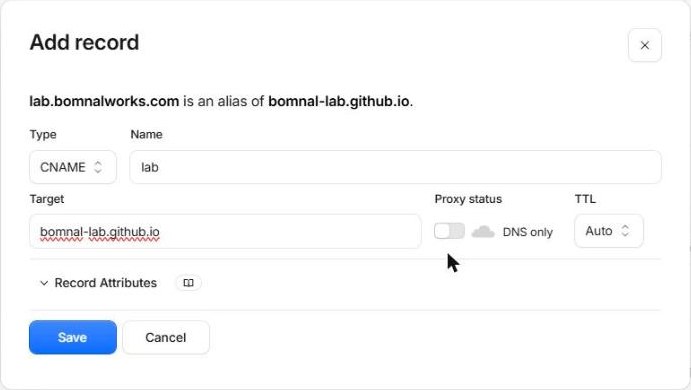 Add record
lab.bomnalworks.com is an alias of bomnal-lab.github.io.
Type Name
CNAME lab
Target Proxy status TTL
bomnal-lab.github.io DNS only Auto
Record Attributes
Save Cancel